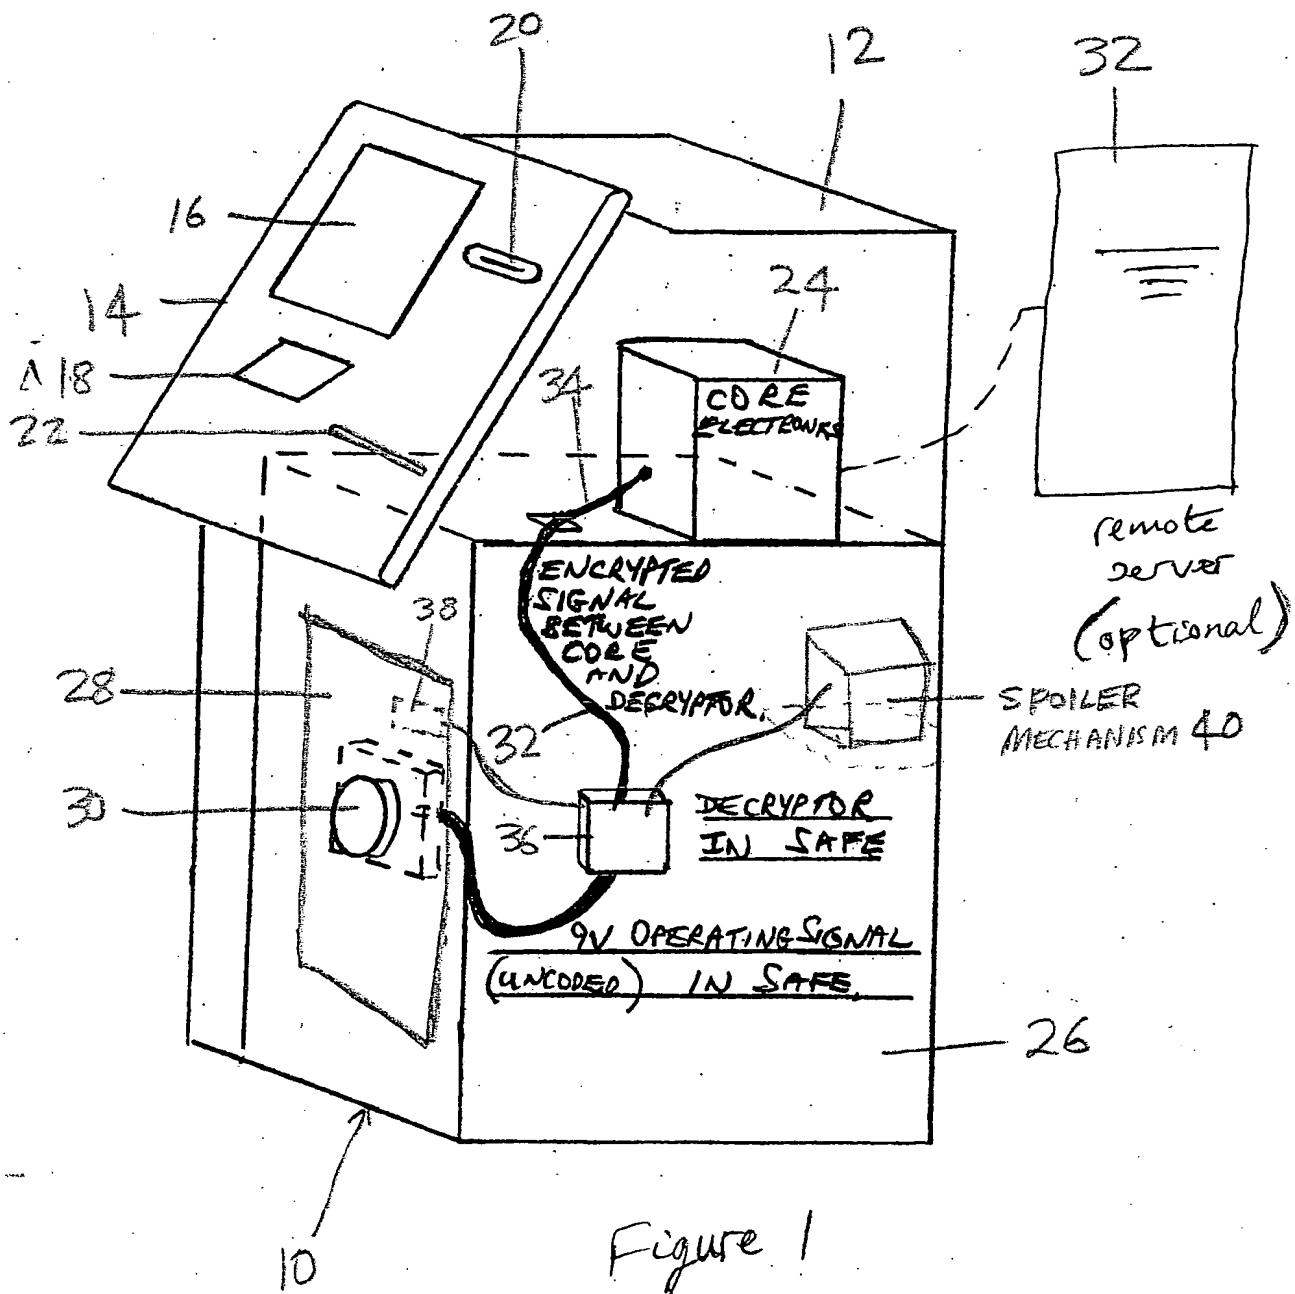 20
12
32
16
14
18
22
24
34
CORE
ELECTRONICS
remote
server
(optional)
ENCRYPTED
SIGNAL
BETWEEN
CORE
AND
DECRYPTOR.
38
28
32
SPOILER
MECHANISM 40
30
36
DECRYPTOR
IN SAFE
9V OPERATING SIGNAL
(UNCODED) IN SAFE.
26
10
Figure 1